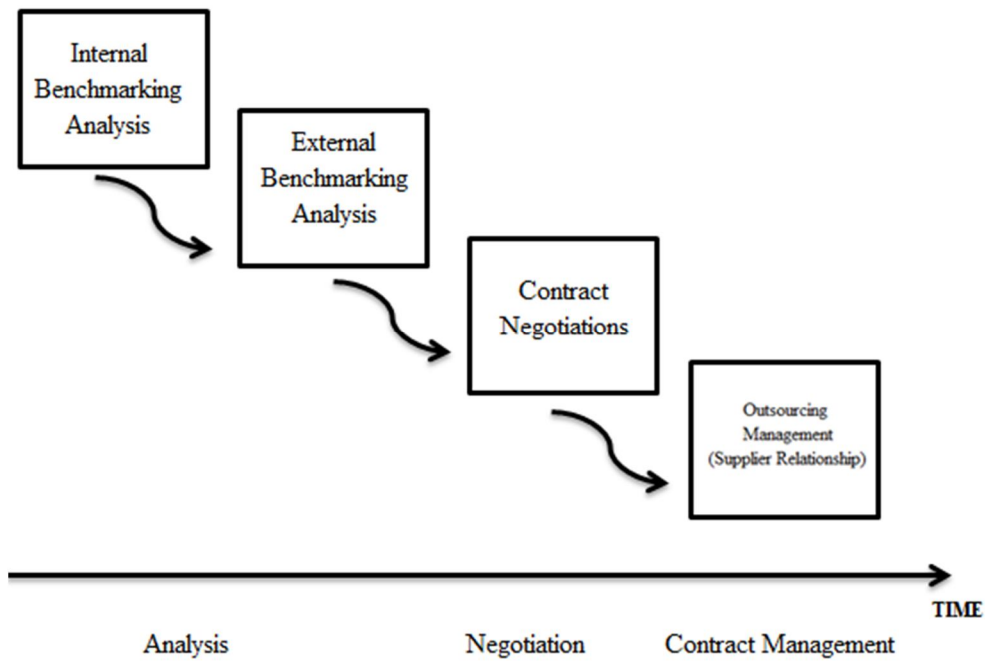 Internal
Benchmarking
Analysis
External
Benchmarking
Analysis
Contract
Negotiations
Outsourcing
Management
(Supplier Relationship)
TIME
Analysis
Negotiation
Contract Management